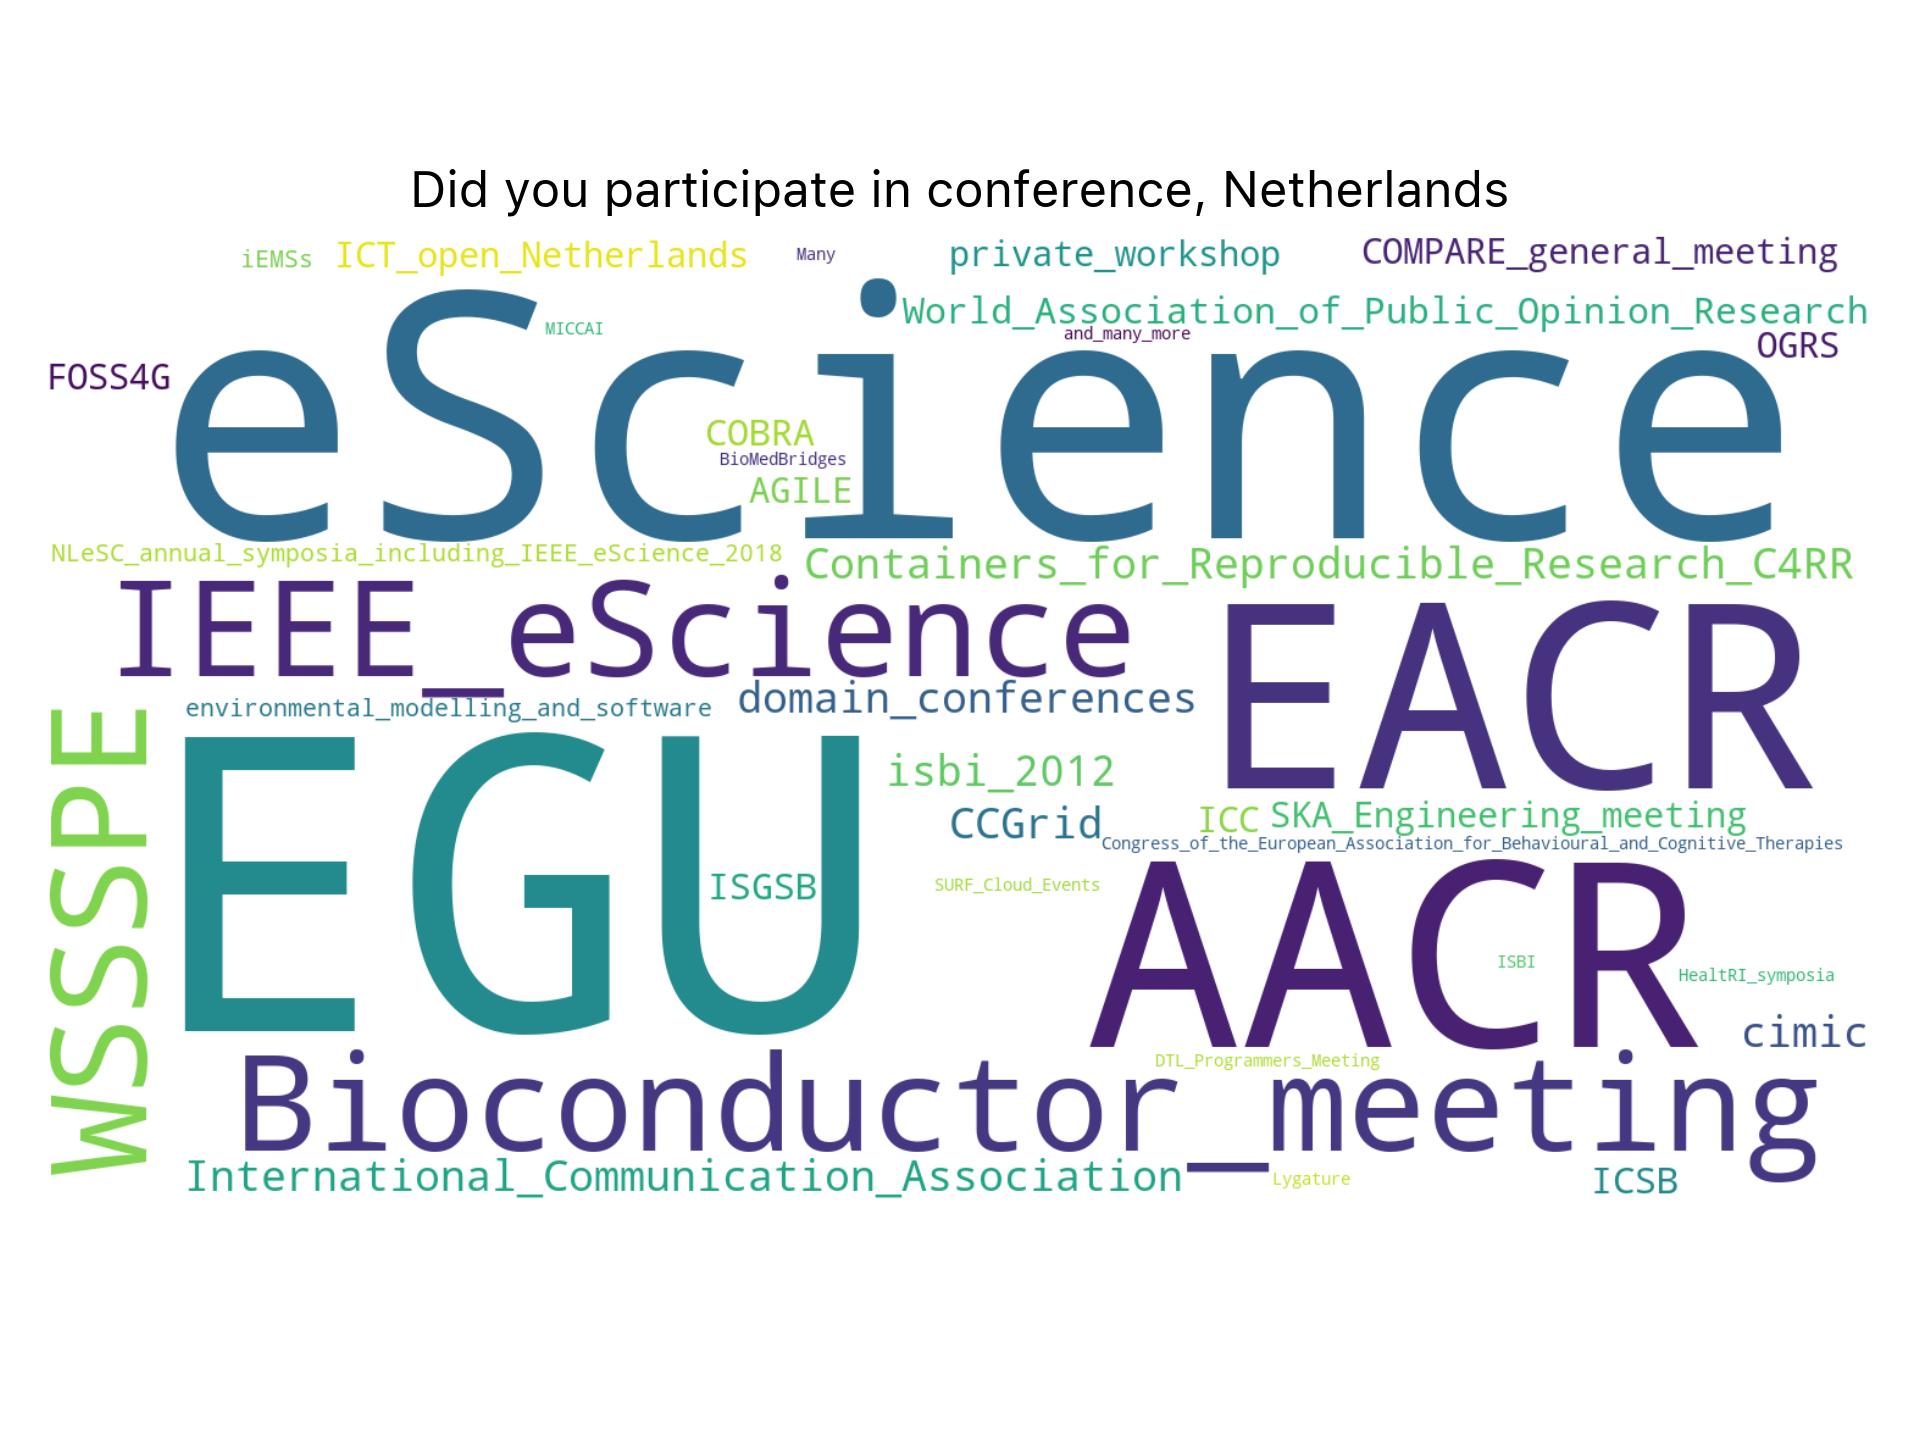 Did you participate in conference, Netherlands
iEMSs
ICT_open_Netherlands
Many
private_workshop
COMPARE_general_meeting
World_Association_of_Public_Opinion_Research
MICCAI
and_many_more
OGRS
FOSS4G
eScience
COBRA
BioMedBridges
AGILE
NLeSC_annual_symposia_including_IEEE_eScience_2018
Containers_for_Reproducible_Research_C4RR
IEEE_eScience
EACR
domain_conferences
environmental_modelling_and_software
WSSSPE
EGU
isbi_2012
CCGrid
ICC
SKA_Engineering_meeting
Congress_of_the_European_Association_for_Behavioural_and_Cognitive_Therapies
ISGSB
SURF_Cloud_Events
AACR
ISBI
HealtRI_symposia
cimic
DTL_Programmers_Meeting
Bioconductor_meeting
International_Communication_Association
Lygature
ICSB